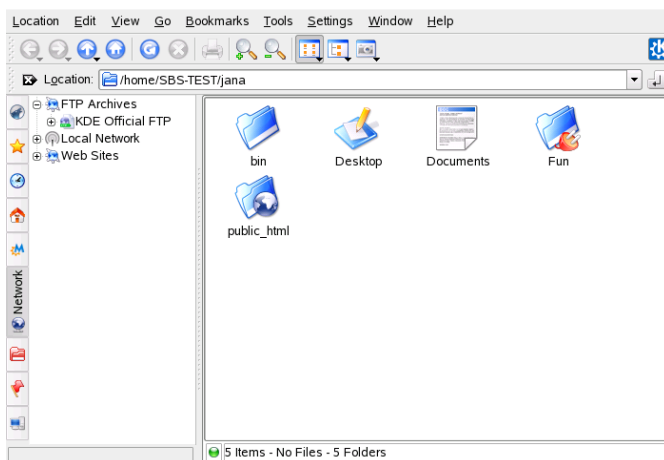 Location Edit View Go Bookmarks Tools Settings Window Help
Location: /home/SBS-TEST/jana
FTP Archives
KDE Official FTP
Local Network
Web Sites
Network
bin Desktop Documents Fun
public_html
5 Items - No Files - 5 Folders